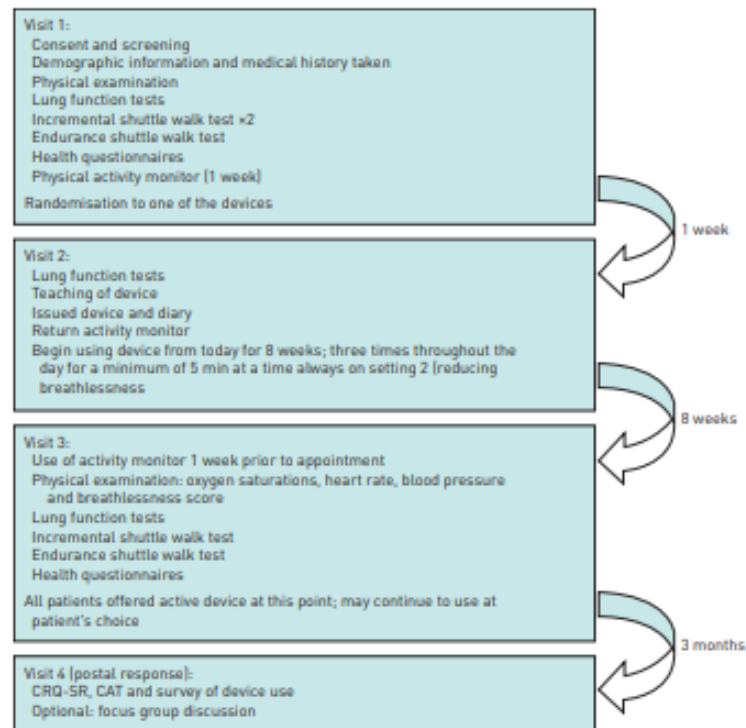 Visit 1:
Consent and screening
Demographic information and medical history taken
Physical examination
Lung function tests
Incremental shuttle walk test ×2
Endurance shuttle walk test
Health questionnaires
Physical activity monitor (1 week)
Randomisation to one of the devices
1 week
Visit 2:
Lung function tests
Teaching of device
Issued device and diary
Return activity monitor
Begin using device from today for 8 weeks; three times throughout the
day for a minimum of 5 min at a time always on setting 2 (reducing
breathlessness
8 weeks
Visit 3:
Use of activity monitor 1 week prior to appointment
Physical examination: oxygen saturations, heart rate, blood pressure
and breathlessness score
Lung function tests
Incremental shuttle walk test
Endurance shuttle walk test
Health questionnaires
All patients offered active device at this point; may continue to use at
patient's choice
3 months
Visit 4 (postal response):
CRQ-SR, CAT and survey of device use
Optional: focus group discussion